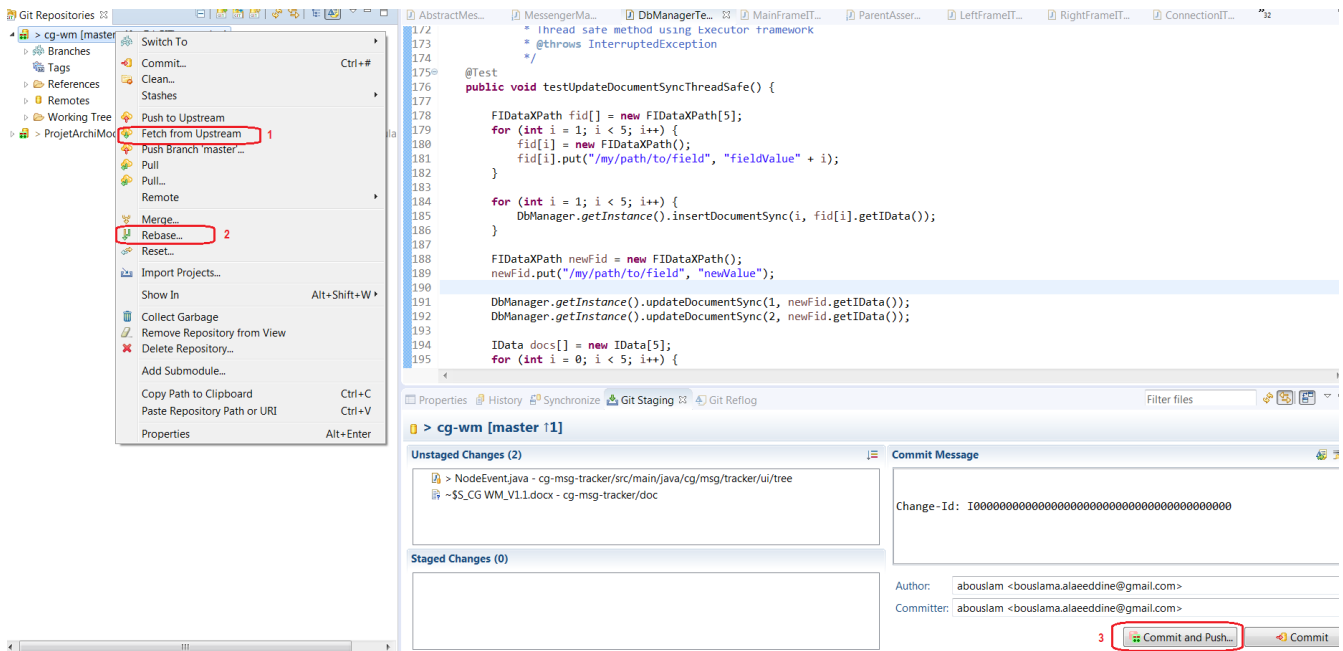 Git Repositories
> cg-wm [master
Branches
Tags
References
Remotes
Working Tree
> ProjetArchiMod
Switch To
Commit... Ctrl+#
Clean...
Stashes
Push to Upstream
Fetch from Upstream 1
Push Branch 'master'...
Pull
Pull...
Remote
Merge...
Rebase... 2
Reset...
Import Projects...
Show In Alt+Shift+W
Collect Garbage
Remove Repository from View
Delete Repository...
Add Submodule...
Copy Path to Clipboard Ctrl+C
Paste Repository Path or URI Ctrl+V
Properties Alt+Enter
AbstractMes... MessengerMa... DbManagerTe... MainFrameIT... ParentAsser... LeftFrameIT... RightFrameIT... ConnectionIT... »32
172 * Thread safe method using Executor framework
173 * @throws InterruptedException
174 */
175 @Test
176 public void testUpdateDocumentSyncThreadSafe() {
177
178 FIDataXPath fid[] = new FIDataXPath[5];
179 for (int i = 1; i < 5; i++) {
180 fid[i] = new FIDataXPath();
181 fid[i].put("/my/path/to/field", "fieldValue" + i);
182 }
183
184 for (int i = 1; i < 5; i++) {
185 DbManager.getInstance().insertDocumentSync(i, fid[i].getIData());
186 }
187
188 FIDataXPath newFid = new FIDataXPath();
189 newFid.put("/my/path/to/field", "newValue");
190
191 DbManager.getInstance().updateDocumentSync(1, newFid.getIData());
192 DbManager.getInstance().updateDocumentSync(2, newFid.getIData());
193
194 IData docs[] = new IData[5];
195 for (int i = 0; i < 5; i++) {
Properties History Synchronize Git Staging Git Reflog Filter files
> cg-wm [master ↑1]
Unstaged Changes (2)
> NodeEvent.java - cg-msg-tracker/src/main/java/cg/msg/tracker/ui/tree
~$S_CG WM_V1.1.docx - cg-msg-tracker/doc
Staged Changes (0)
Commit Message
Change-Id: I0000000000000000000000000000000000000000
Author: abouslam <bouslama.alaeeddine@gmail.com>
Committer: abouslam <bouslama.alaeeddine@gmail.com>
3 Commit and Push... Commit